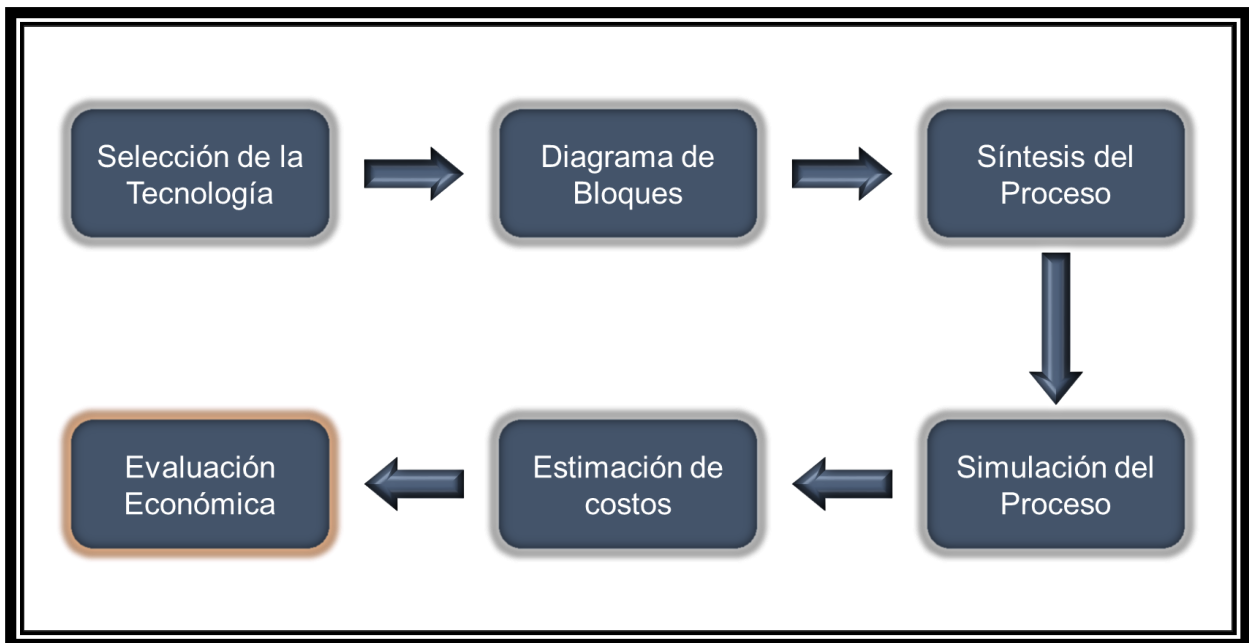 Selección de la
Tecnología
Diagrama de
Bloques
Síntesis del
Proceso
Simulación del
Proceso
Estimación de
costos
Evaluación
Económica